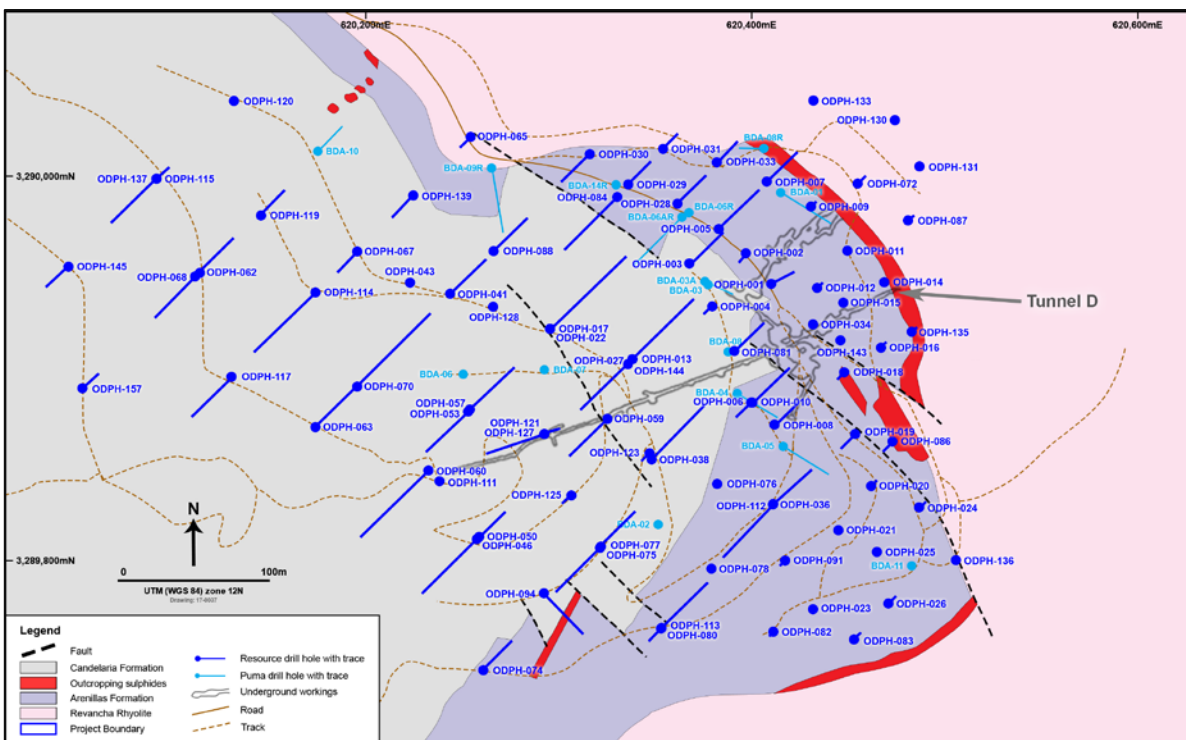 620,200mE
620,400mE
620,600mE
ODPH-120
ODPH-133
ODPH-130
ODPH-065
BDA-10
BDA-08R
ODPH-031
ODPH-030
ODPH-033
BDA-09R
ODPH-131
3,290,000mN
ODPH-137
ODPH-115
BDA-14R
ODPH-029
ODPH-007
ODPH-072
ODPH-139
ODPH-084
ODPH-028
ODPH-009
BDA-06R
BDA-06AR
ODPH-119
ODPH-087
ODPH-005
ODPH-067
ODPH-088
ODPH-002
ODPH-011
ODPH-145
ODPH-003
ODPH-068
ODPH-062
ODPH-043
BDA-03A
BDA-03
ODPH-001
ODPH-012
ODPH-014
ODPH-114
ODPH-041
ODPH-128
ODPH-004
ODPH-015
Tunnel D
ODPH-017
ODPH-022
ODPH-034
ODPH-135
ODPH-143
ODPH-016
BDA-08
ODPH-081
ODPH-013
ODPH-027
ODPH-144
BDA-06
BDA-07
ODPH-018
ODPH-117
ODPH-157
ODPH-070
BDA-04
ODPH-006
ODPH-010
ODPH-057
ODPH-053
ODPH-059
ODPH-063
ODPH-121
ODPH-127
ODPH-008
ODPH-019
ODPH-086
BDA-05
ODPH-123
ODPH-038
ODPH-060
ODPH-111
ODPH-076
ODPH-020
ODPH-125
ODPH-112
ODPH-036
ODPH-024
N
BDA-02
ODPH-021
ODPH-050
ODPH-046
ODPH-077
ODPH-075
ODPH-025
3,289,800mN
ODPH-091
BDA-11
ODPH-136
ODPH-078
0
100m
UTM (WGS 84) zone 12N
ODPH-094
ODPH-023
ODPH-026
ODPH-113
ODPH-080
ODPH-082
ODPH-083
ODPH-074
Legend
Fault
Candelaria Formation
Outcropping sulphides
Arenillas Formation
Revancha Rhyolite
Project Boundary
Resource drill hole with trace
Puma drill hole with trace
Underground workings
Road
Track